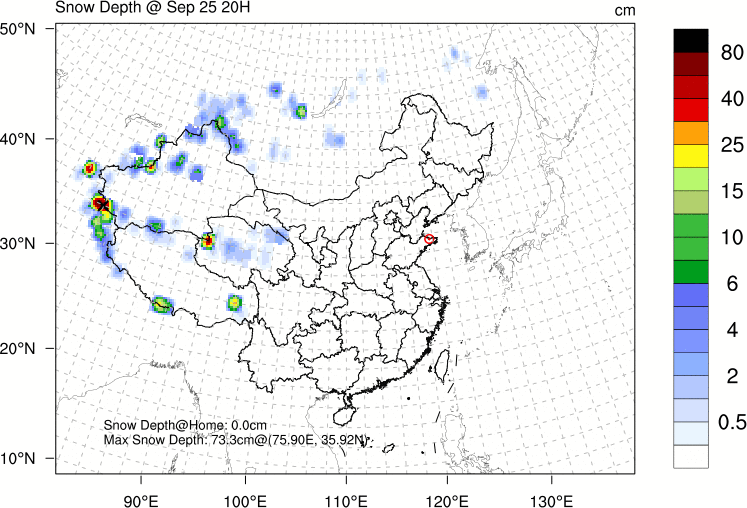 Snow Depth @ Sep 25 20H
cm
50°N
40°N
30°N
20°N
10°N
90°E
100°E
110°E
120°E
130°E
Snow Depth@Home: 0.0cm
Max Snow Depth: 73.3cm@(75.90E, 35.92N)
80
40
25
15
10
6
4
2
0.5